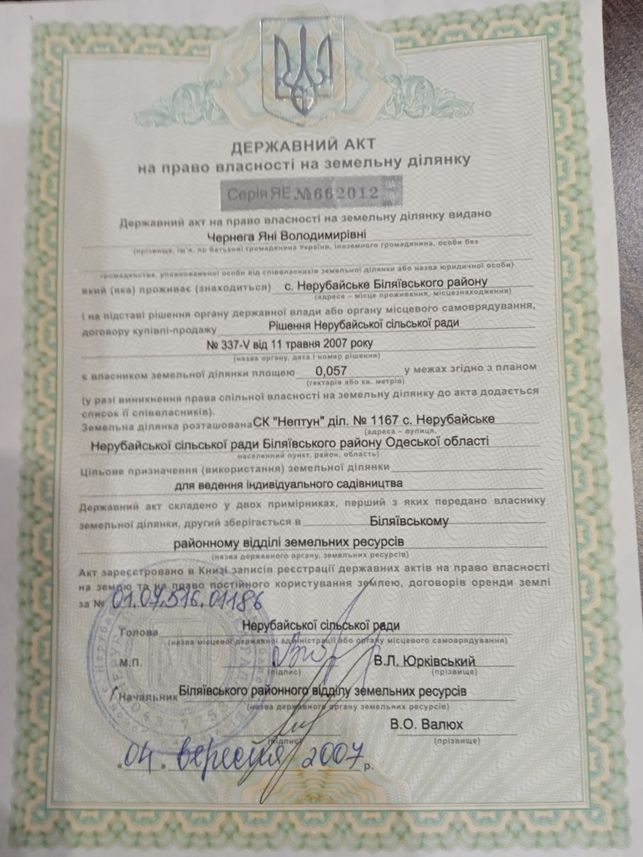 ДЕРЖАВНИЙ АКТ
на право власності на земельну ділянку
Серія ЯЕ №662012
Державний акт на право власності на земельну ділянку видано
Чернега Яні Володимирівні
(прізвище, ім'я, по батькові громадянина України, іноземного громадянина, особи без
громадянства, уповноваженої особи від співвласників земельної ділянки або назва юридичної особи)
який (яка) проживає (знаходиться) с. Нерубайське Біляївського району
(адреса – місце проживання, місцезнаходження)
і на підставі рішення органу державної влади або органу місцевого самоврядування,
договору купівлі-продажу Рішення Нерубайської сільської ради
№ 337-V від 11 травня 2007 року
(назва органу, дата і номер рішення)
є власником земельної ділянки площею 0,057 у межах згідно з планом
(гектарів або кв. метрів)
(у разі виникнення права спільної власності на земельну ділянку до акта додається
список її співвласників).
Земельна ділянка розташована СК "Нептун" діл. № 1167 с. Нерубайське
(адреса – вулиця,
Нерубайської сільської ради Біляївського району Одеської області
населений пункт, район, область)
Цільове призначення (використання) земельної ділянки
для ведення індивідуального садівництва
Державний акт складено у двох примірниках, перший з яких передано власнику
земельної ділянки, другий зберігається в Біляївському
районному відділі земельних ресурсів
(назва державного органу, земельних ресурсів)
Акт зареєстровано в Книзі записів реєстрації державних актів на право власності
на землю та на право постійного користування землею, договорів оренди землі
за № 01.07.516.01186
Голова Нерубайської сільської ради
(назва місцевої державної адміністрації або органу місцевого самоврядування)
М.П. В.Л. Юрківський
(підпис) (прізвище)
Начальник Біляївського районного відділу земельних ресурсів
(назва державного органу земельних ресурсів)
В.О. Валюх
(підпис) (прізвище)
"04" вересня 2007 р.